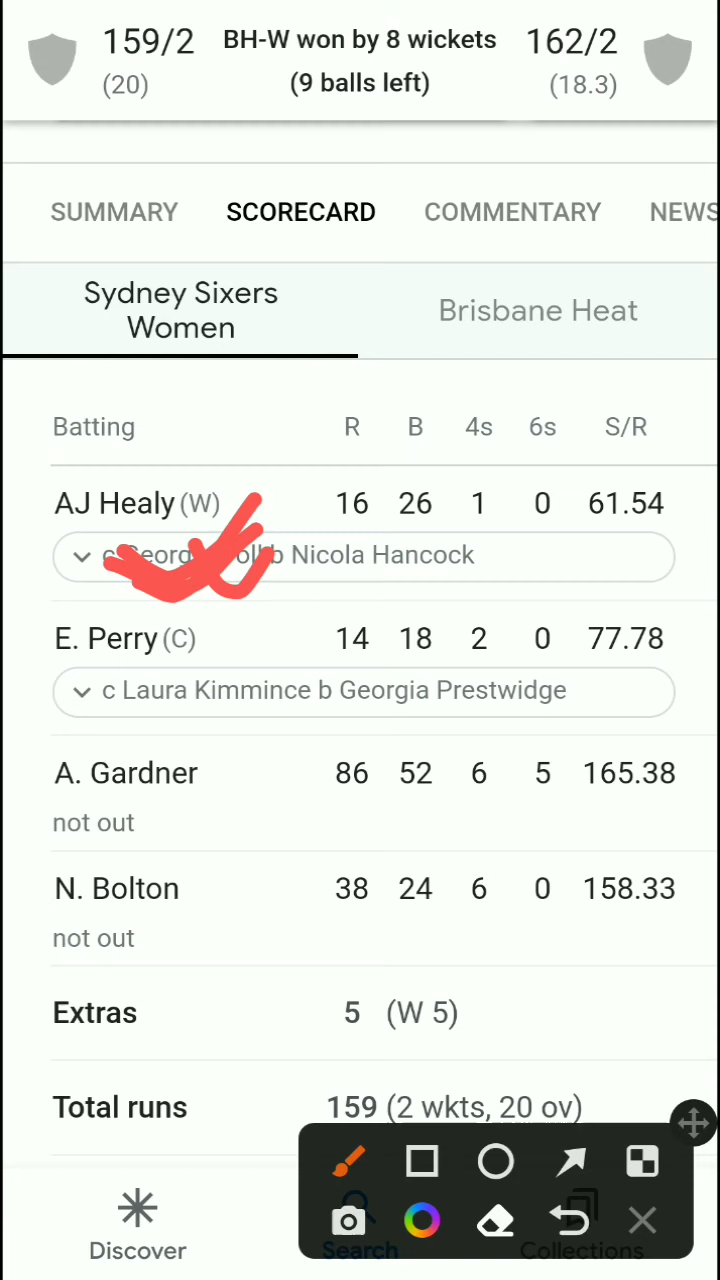 159/2 BH-W won by 8 wickets 162/2
(20) (9 balls left) (18.3)
SUMMARY SCORECARD COMMENTARY NEWS
Sydney Sixers
Women
Brisbane Heat
Batting R B 4s 6s S/R
AJ Healy (W) 16 26 1 0 61.54
c b Nicola Hancock
E. Perry (C) 14 18 2 0 77.78
c Laura Kimmince b Georgia Prestwidge
A. Gardner 86 52 6 5 165.38
not out
N. Bolton 38 24 6 0 158.33
not out
Extras 5 (W 5)
Total runs 159 (2 wkts, 20 ov)
Discover Search Collections